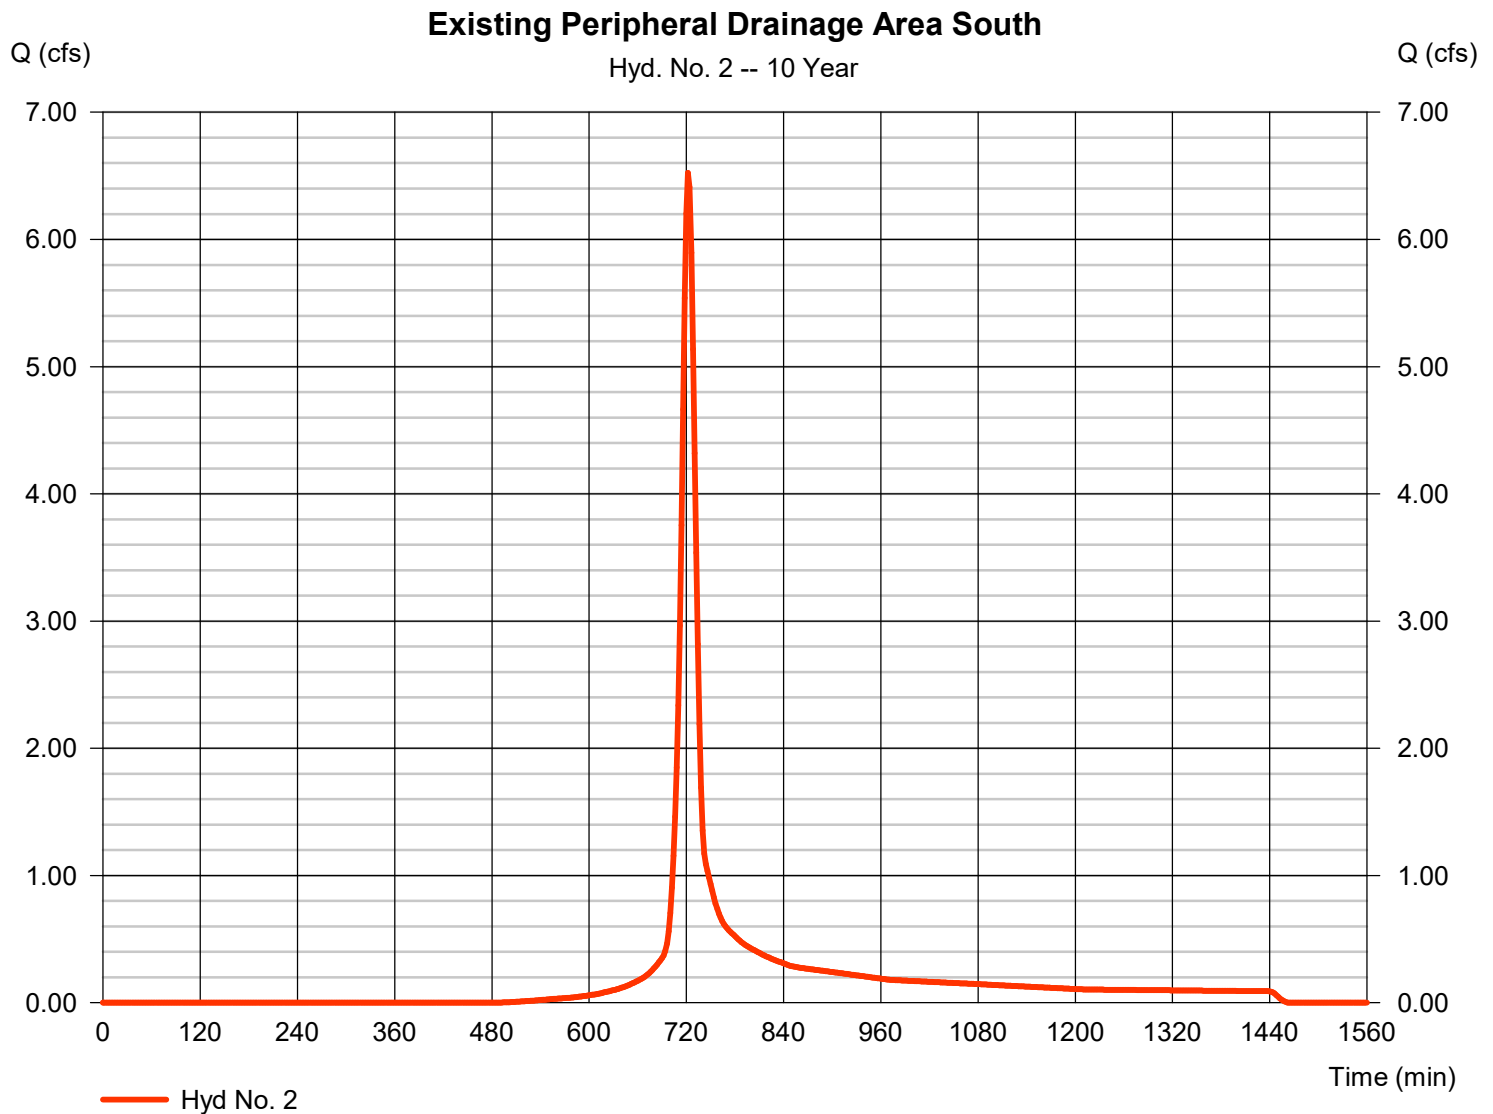 Existing Peripheral Drainage Area South
Q (cfs)
Q (cfs)
Hyd. No. 2 -- 10 Year
7.00
7.00
6.00
6.00
5.00
5.00
4.00
4.00
3.00
3.00
2.00
2.00
1.00
1.00
0.00
0.00
0 120 240 360 480 600 720 840 960 1080 1200 1320 1440 1560
Time (min)
Hyd No. 2